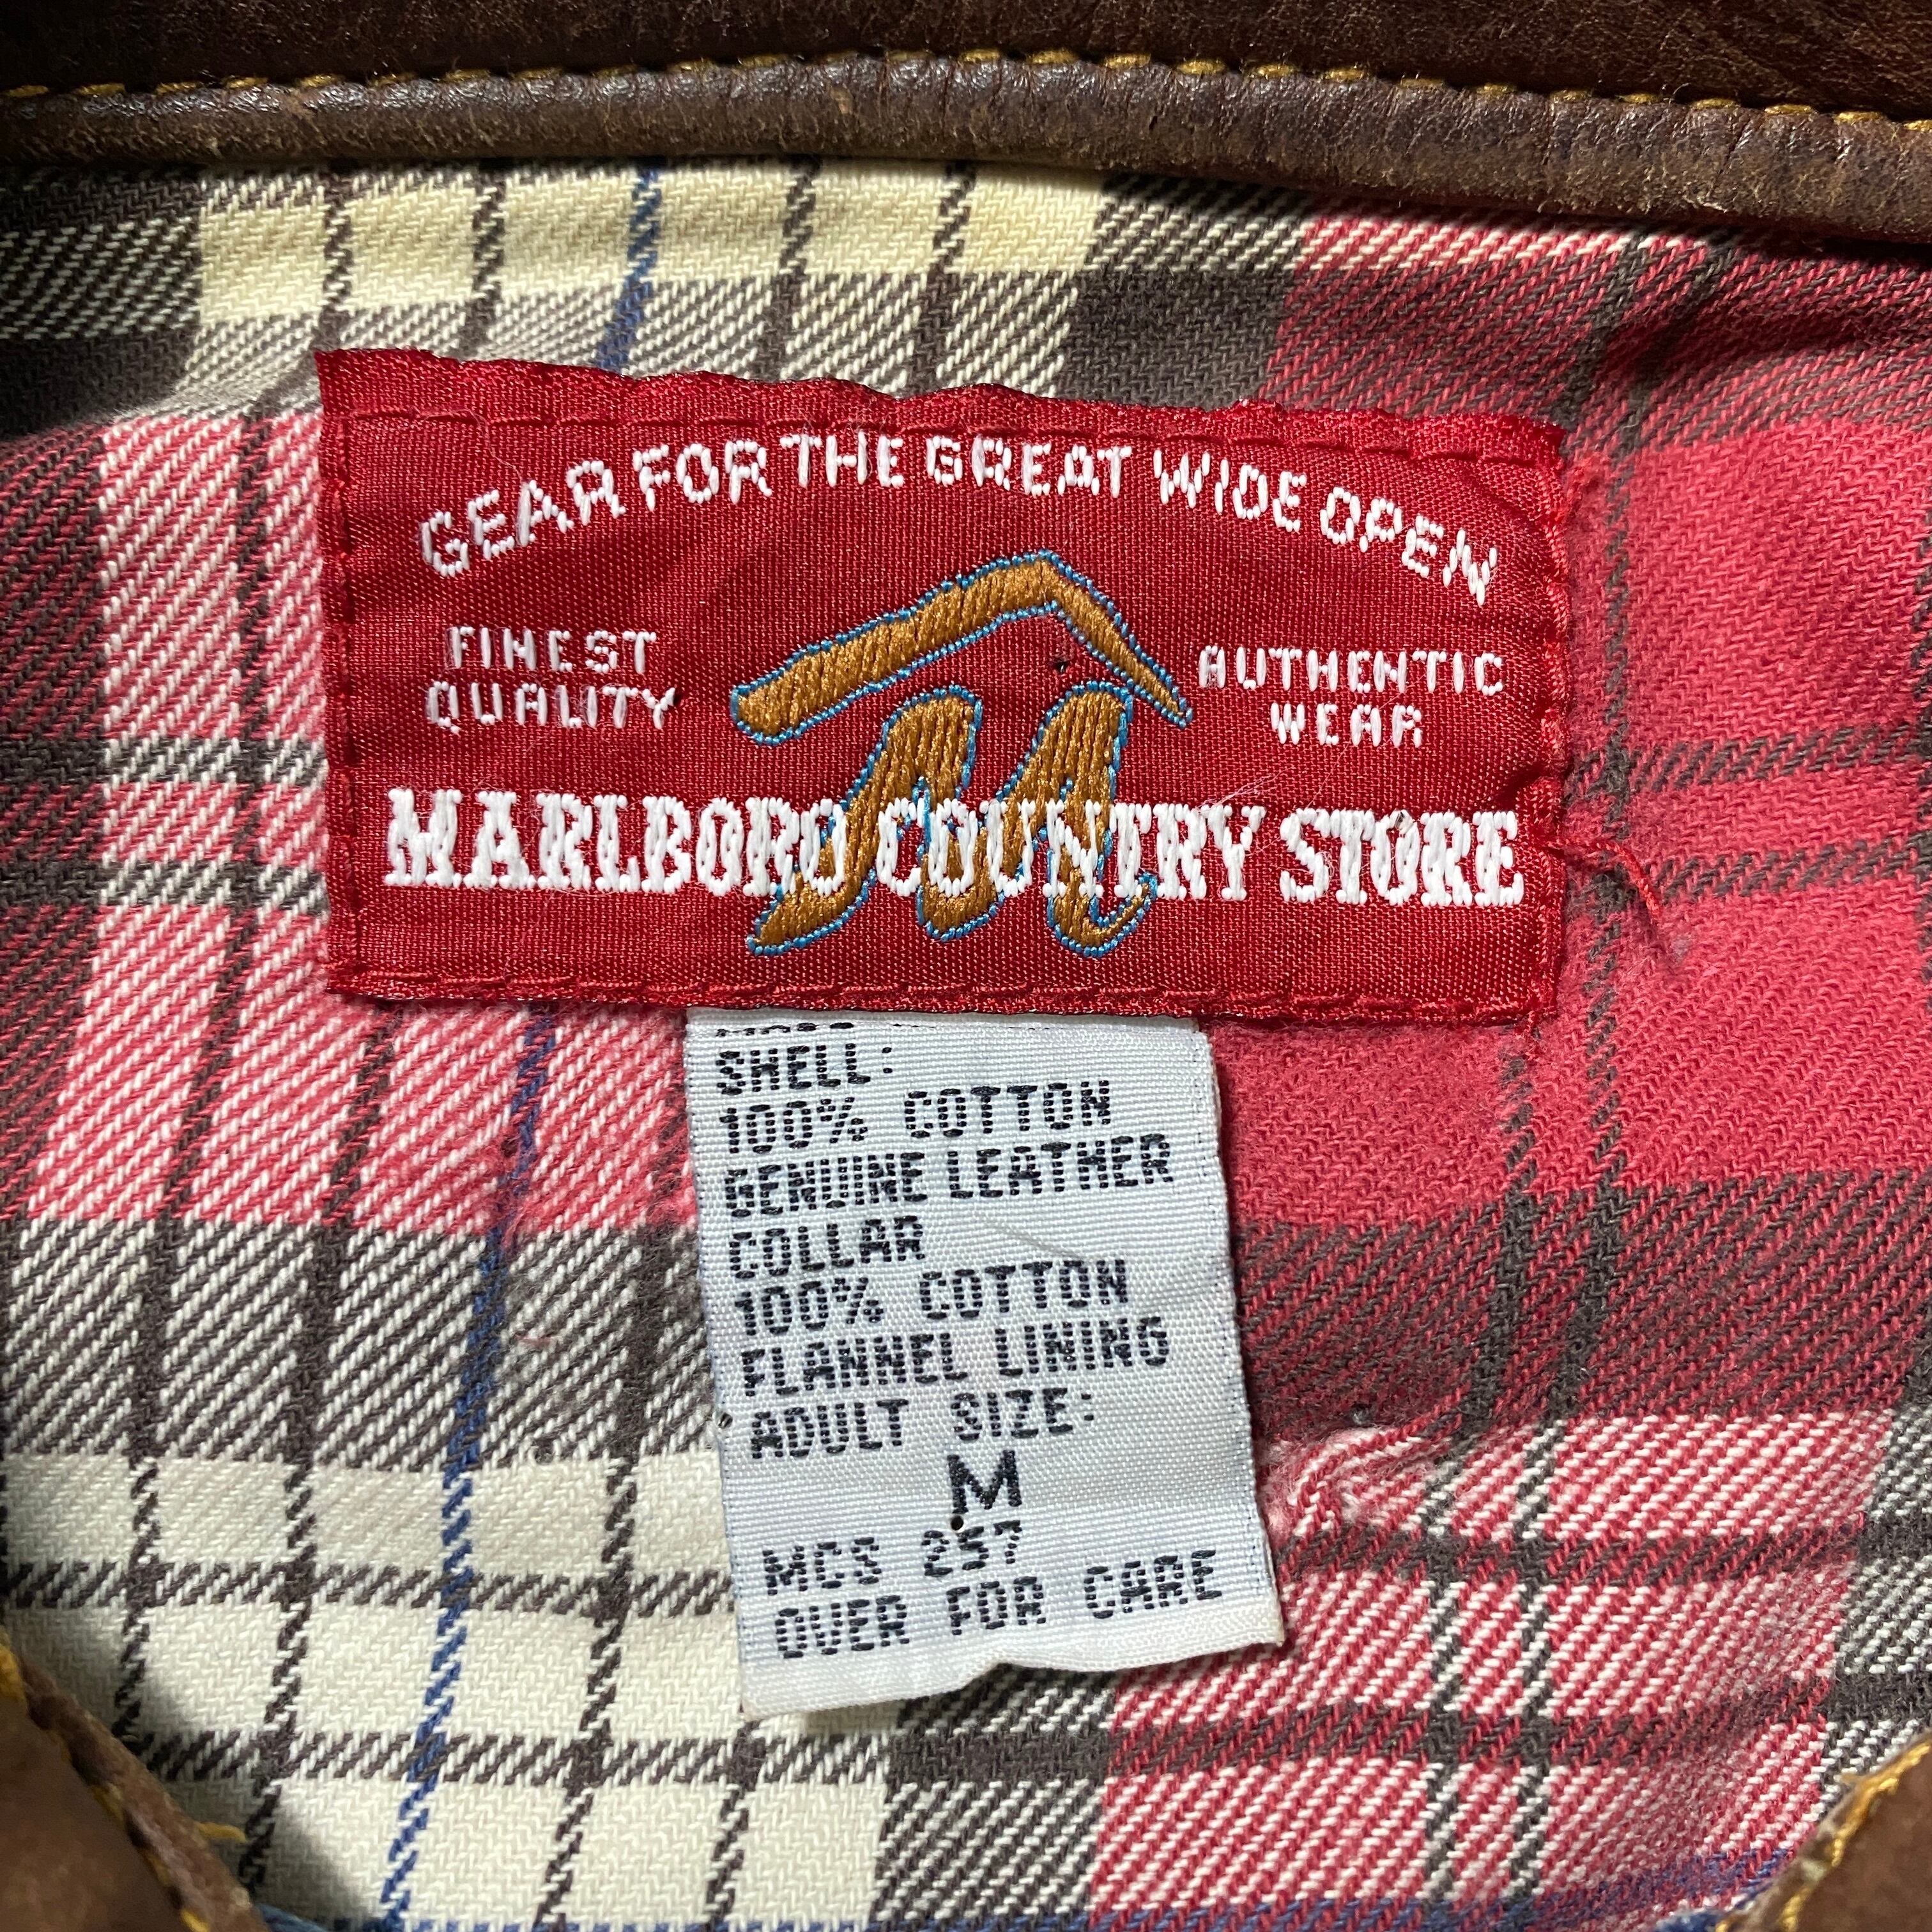 GEAR FOR THE GREAT WIDE OPEN
FINEST
QUALITY
AUTHENTIC
WEAR
M
MARLBORO COUNTRY STORE
SHELL:
100% COTTON
GENUINE LEATHER
COLLAR
100% COTTON
FLANNEL LINING
ADULT SIZE:
M
MCS 257
OVER FOR CARE